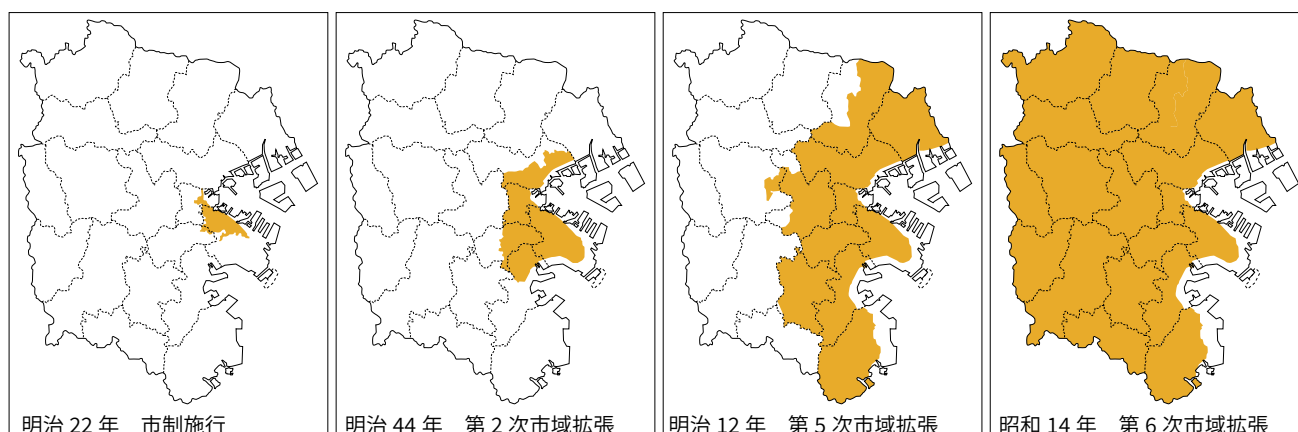 明治 22 年　市制施行
明治 44 年　第 2 次市域拡張
明治 12 年　第 5 次市域拡張
昭和 14 年　第 6 次市域拡張